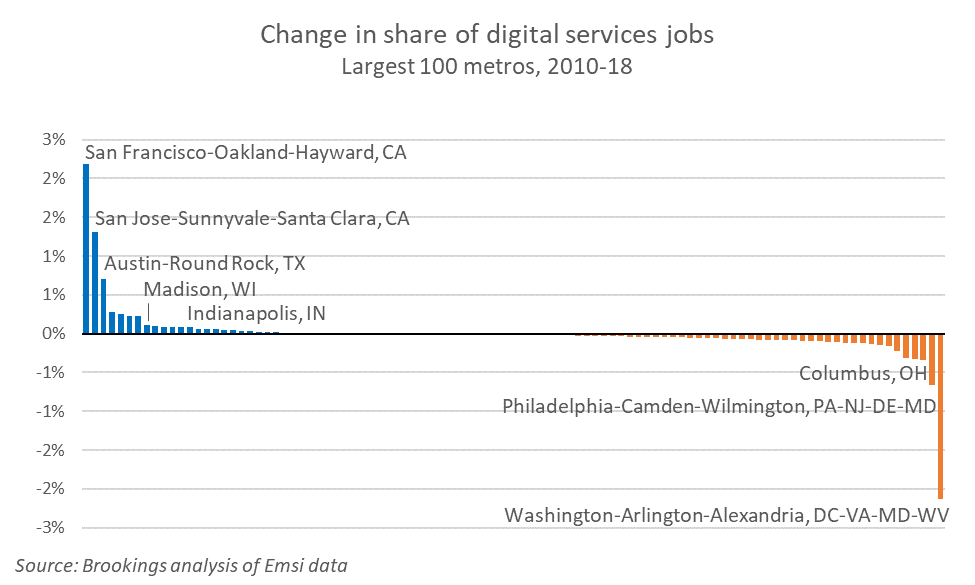 Change in share of digital services jobs
Largest 100 metros, 2010-18
3%
San Francisco-Oakland-Hayward, CA
2%
2%
San Jose-Sunnyvale-Santa Clara, CA
1%
Austin-Round Rock, TX
Madison, WI
1%
Indianapolis, IN
0%
-1%
Columbus, OH
-1%
Philadelphia-Camden-Wilmington, PA-NJ-DE-MD
-2%
-2%
Washington-Arlington-Alexandria, DC-VA-MD-WV
-3%
Source: Brookings analysis of Emsi data